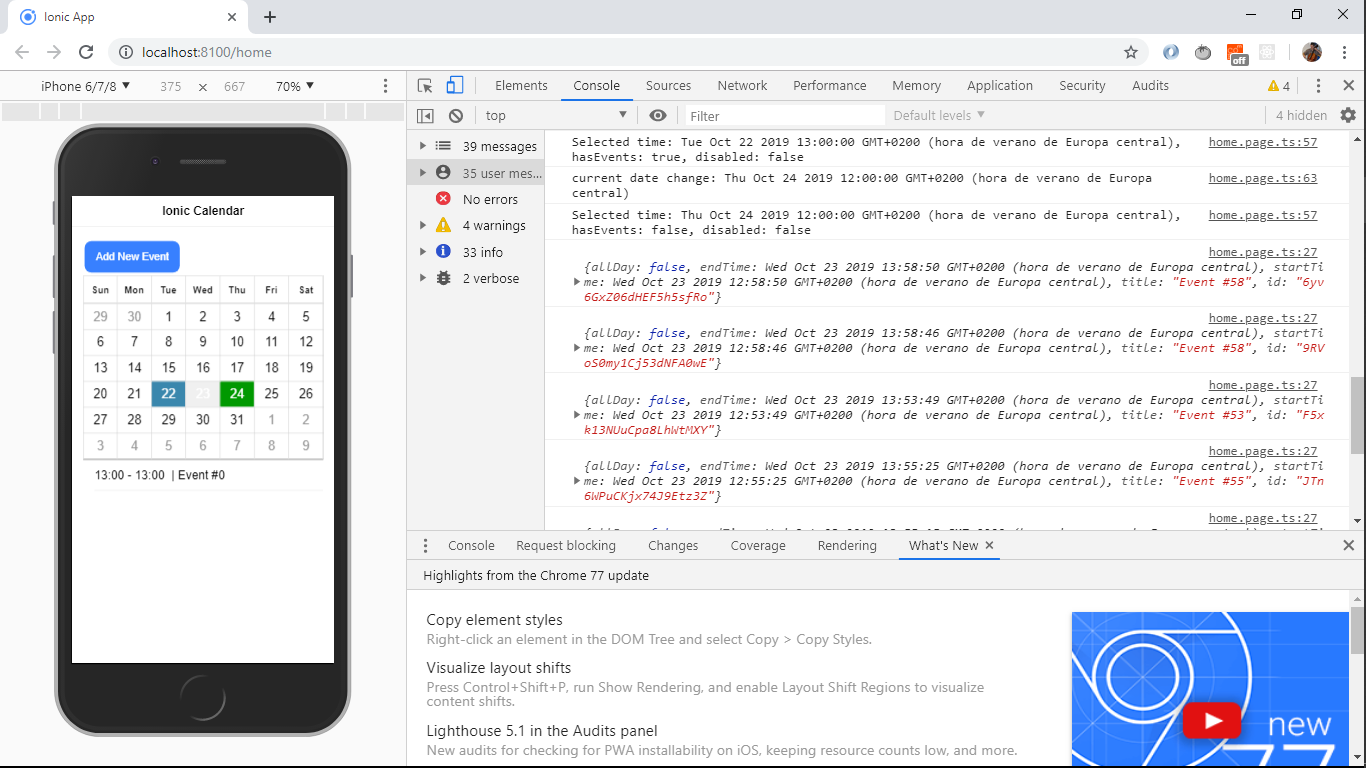 Ionic App
localhost:8100/home
off
iPhone 6/7/8 ▼ 375 × 667 70% ▼
Elements Console Sources Network Performance Memory Application Security Audits 4
top ▼ Filter Default levels ▼ 4 hidden
39 messages
35 user mes...
No errors
4 warnings
33 info
2 verbose
Selected time: Tue Oct 22 2019 13:00:00 GMT+0200 (hora de verano de Europa central), home.page.ts:57
hasEvents: true, disabled: false
current date change: Thu Oct 24 2019 12:00:00 GMT+0200 (hora de verano de Europa home.page.ts:63
central)
Selected time: Thu Oct 24 2019 12:00:00 GMT+0200 (hora de verano de Europa central), home.page.ts:57
hasEvents: false, disabled: false
home.page.ts:27
{allDay: false, endTime: Wed Oct 23 2019 13:58:50 GMT+0200 (hora de verano de Europa central), startTi
me: Wed Oct 23 2019 12:58:50 GMT+0200 (hora de verano de Europa central), title: "Event #58", id: "6yv
6GxZ06dHEF5h5sfRo"}
home.page.ts:27
{allDay: false, endTime: Wed Oct 23 2019 13:58:46 GMT+0200 (hora de verano de Europa central), startTi
me: Wed Oct 23 2019 12:58:46 GMT+0200 (hora de verano de Europa central), title: "Event #58", id: "9RV
oS0my1Cj53dNFA0wE"}
home.page.ts:27
{allDay: false, endTime: Wed Oct 23 2019 13:53:49 GMT+0200 (hora de verano de Europa central), startTi
me: Wed Oct 23 2019 12:53:49 GMT+0200 (hora de verano de Europa central), title: "Event #53", id: "F5x
k13NUuCpa8LhWtMXY"}
home.page.ts:27
{allDay: false, endTime: Wed Oct 23 2019 13:55:25 GMT+0200 (hora de verano de Europa central), startTi
me: Wed Oct 23 2019 12:55:25 GMT+0200 (hora de verano de Europa central), title: "Event #55", id: "JTn
6WPuCKjx74J9Etz3Z"}
home.page.ts:27
Ionic Calendar
Add New Event
Sun Mon Tue Wed Thu Fri Sat
29 30 1 2 3 4 5
6 7 8 9 10 11 12
13 14 15 16 17 18 19
20 21 22 23 24 25 26
27 28 29 30 31 1 2
3 4 5 6 7 8 9
13:00 - 13:00 | Event #0
Console Request blocking Changes Coverage Rendering What's New
Highlights from the Chrome 77 update
Copy element styles
Right-click an element in the DOM Tree and select Copy > Copy Styles.
Visualize layout shifts
Press Control+Shift+P, run Show Rendering, and enable Layout Shift Regions to visualize
content shifts.
Lighthouse 5.1 in the Audits panel
New audits for checking for PWA installability on iOS, keeping resource counts low, and more.
new
77